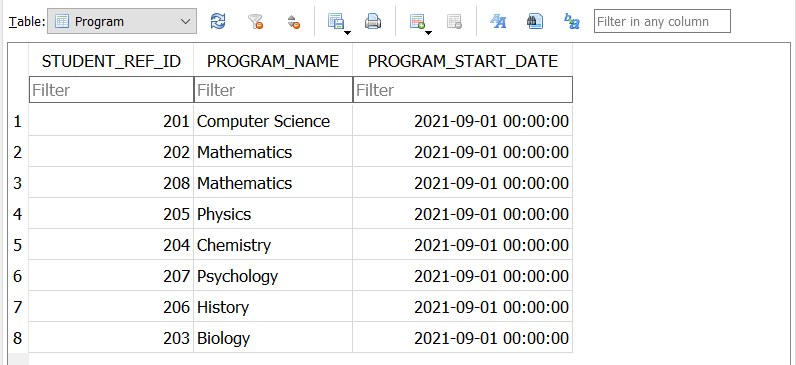 Table: Program Filter in any column
STUDENT_REF_ID PROGRAM_NAME PROGRAM_START_DATE
Filter Filter Filter
1 201 Computer Science 2021-09-01 00:00:00
2 202 Mathematics 2021-09-01 00:00:00
3 208 Mathematics 2021-09-01 00:00:00
4 205 Physics 2021-09-01 00:00:00
5 204 Chemistry 2021-09-01 00:00:00
6 207 Psychology 2021-09-01 00:00:00
7 206 History 2021-09-01 00:00:00
8 203 Biology 2021-09-01 00:00:00